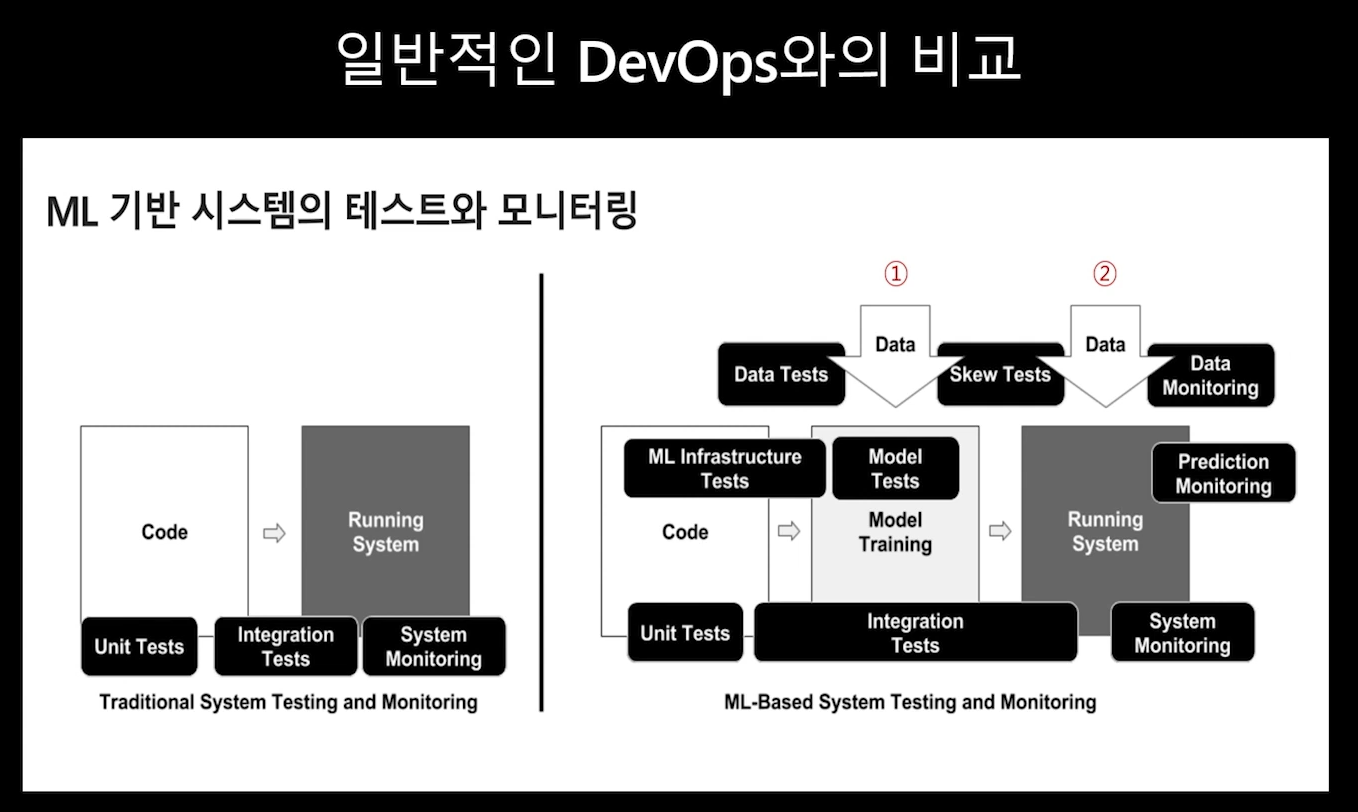 일반적인 DevOps와의 비교
ML 기반 시스템의 테스트와 모니터링
Code
Running
System
Unit Tests
Integration
Tests
System
Monitoring
Traditional System Testing and Monitoring
①
②
Data
Data
Data Tests
Skew Tests
Data
Monitoring
ML Infrastructure
Tests
Model
Tests
Prediction
Monitoring
Code
Model
Training
Running
System
Unit Tests
Integration
Tests
System
Monitoring
ML-Based System Testing and Monitoring